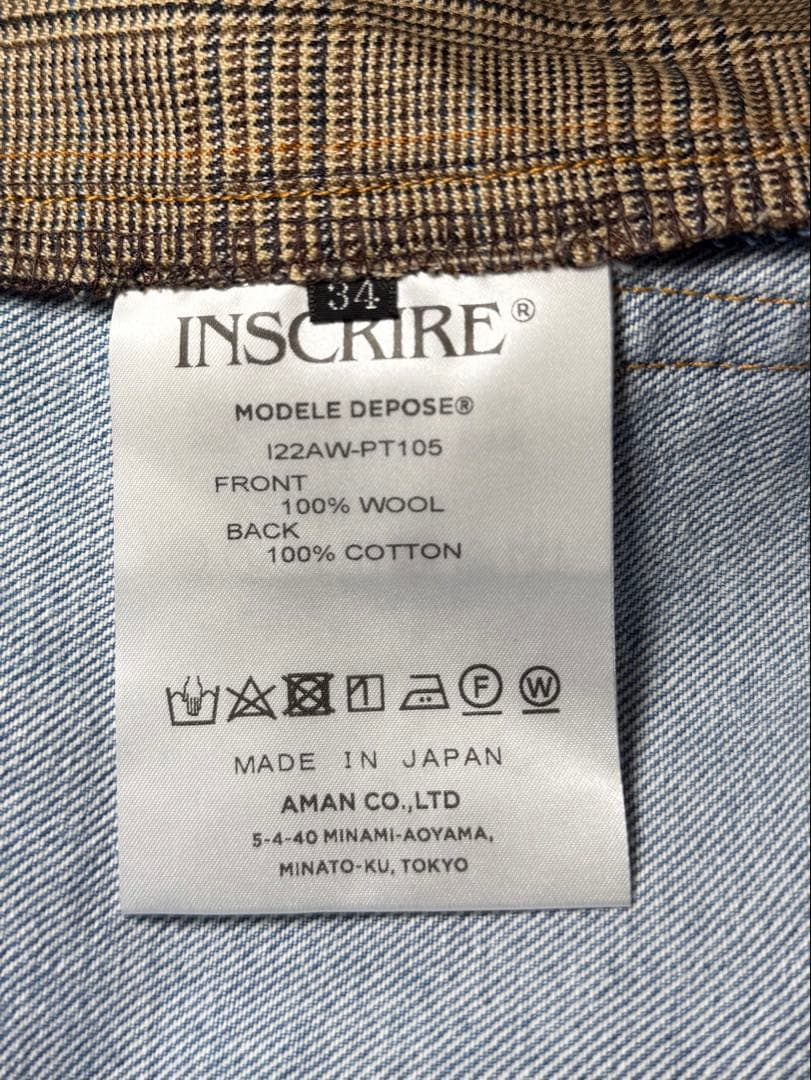 34
INSCRIRE®
MODELE DEPOSE®
I22AW-PT105
FRONT
100% WOOL
BACK
100% COTTON
F W
MADE IN JAPAN
AMAN CO.,LTD
5-4-40 MINAMI-AOYAMA,
MINATO-KU, TOKYO